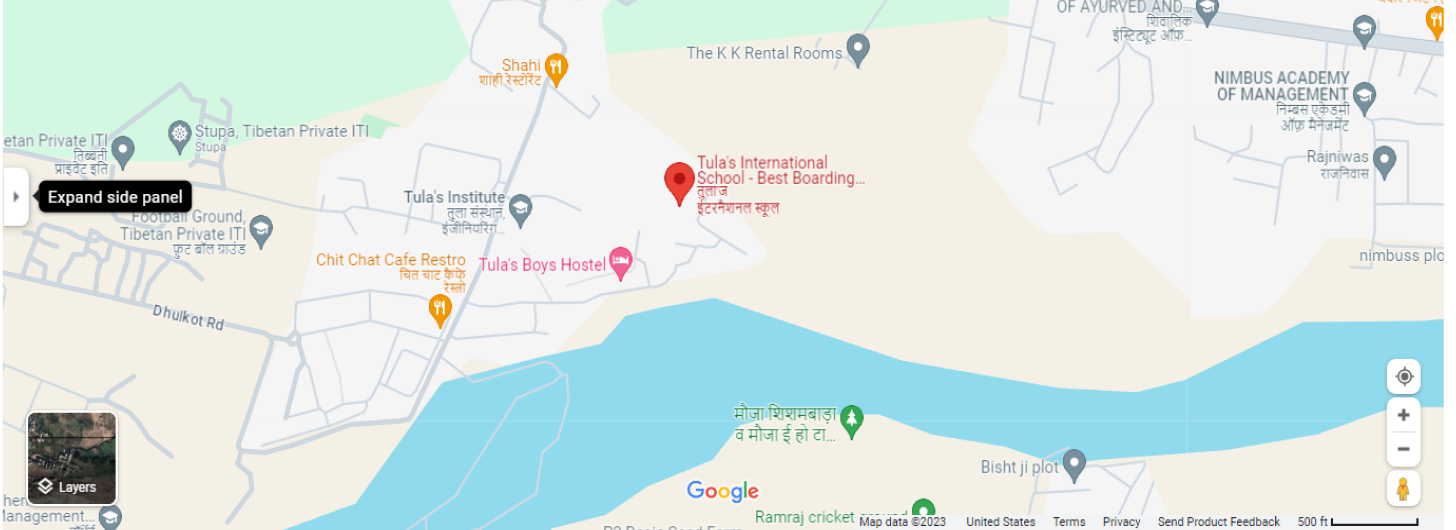 OF AYURVED AND...
शिवालिक
इंस्टिट्यूट ऑफ़...
The K K Rental Rooms
Shahi
शाही रेस्टोरेंट
NIMBUS ACADEMY
OF MANAGEMENT
निम्बस एकेडमी
ऑफ़ मैनेजमेंट
Stupa, Tibetan Private ITI
Stupa
etan Private ITI
तिब्बती
प्राइवेट इति
Tula's International
School - Best Boarding...
तुलाज
इंटरनैशनल स्कूल
Rajniwas
राजनिवास
Expand side panel
Tula's Institute
तुला संस्थान,
इंजीनियरिंग...
Football Ground,
Tibetan Private ITI
फुट बॉल ग्राउंड
Chit Chat Cafe Restro
चित चाट कैफे
रेस्त्रो
Tula's Boys Hostel
nimbuss plo
Dhulkot Rd
मौजा शिशमबाड़ा
व मौजा ई हो टा...
Bisht ji plot
Layers
Google
Management...
Ramraj cricket ground
Map data ©2023
United States
Terms
Privacy
Send Product Feedback
500 ft